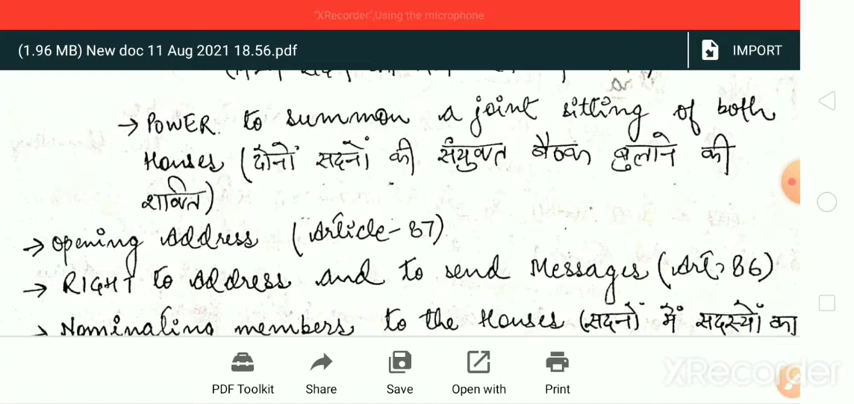 "XRecorder",Using the microphone
(1.96 MB) New doc 11 Aug 2021 18.56.pdf
IMPORT
→ POWER to summon a joint sitting of both
Houses (दोनों सदनों की संयुक्त बैठक बुलाने की
शक्ति)
→ Opening Address (Article-87)
→ RIGHT to Address and to send Messages (Art-86)
→ Nominating members to the Houses (सदनों में सदस्यों का
PDF Toolkit
Share
Save
Open with
Print
XRecorder